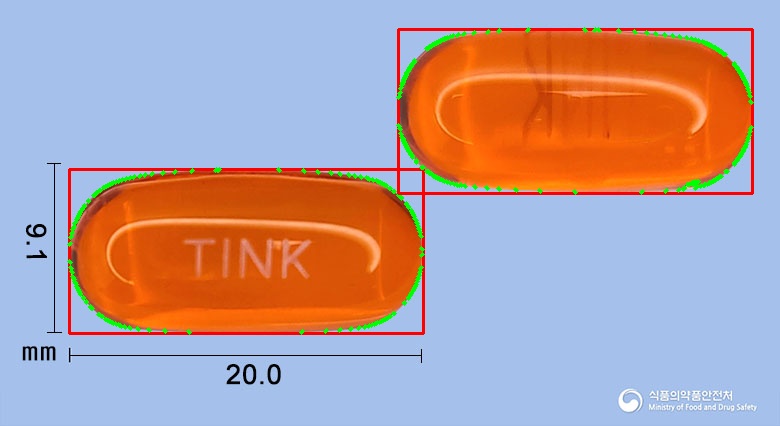 TINK
9.1
mm
20.0
식품의약품안전처
Ministry of Food and Drug Safety